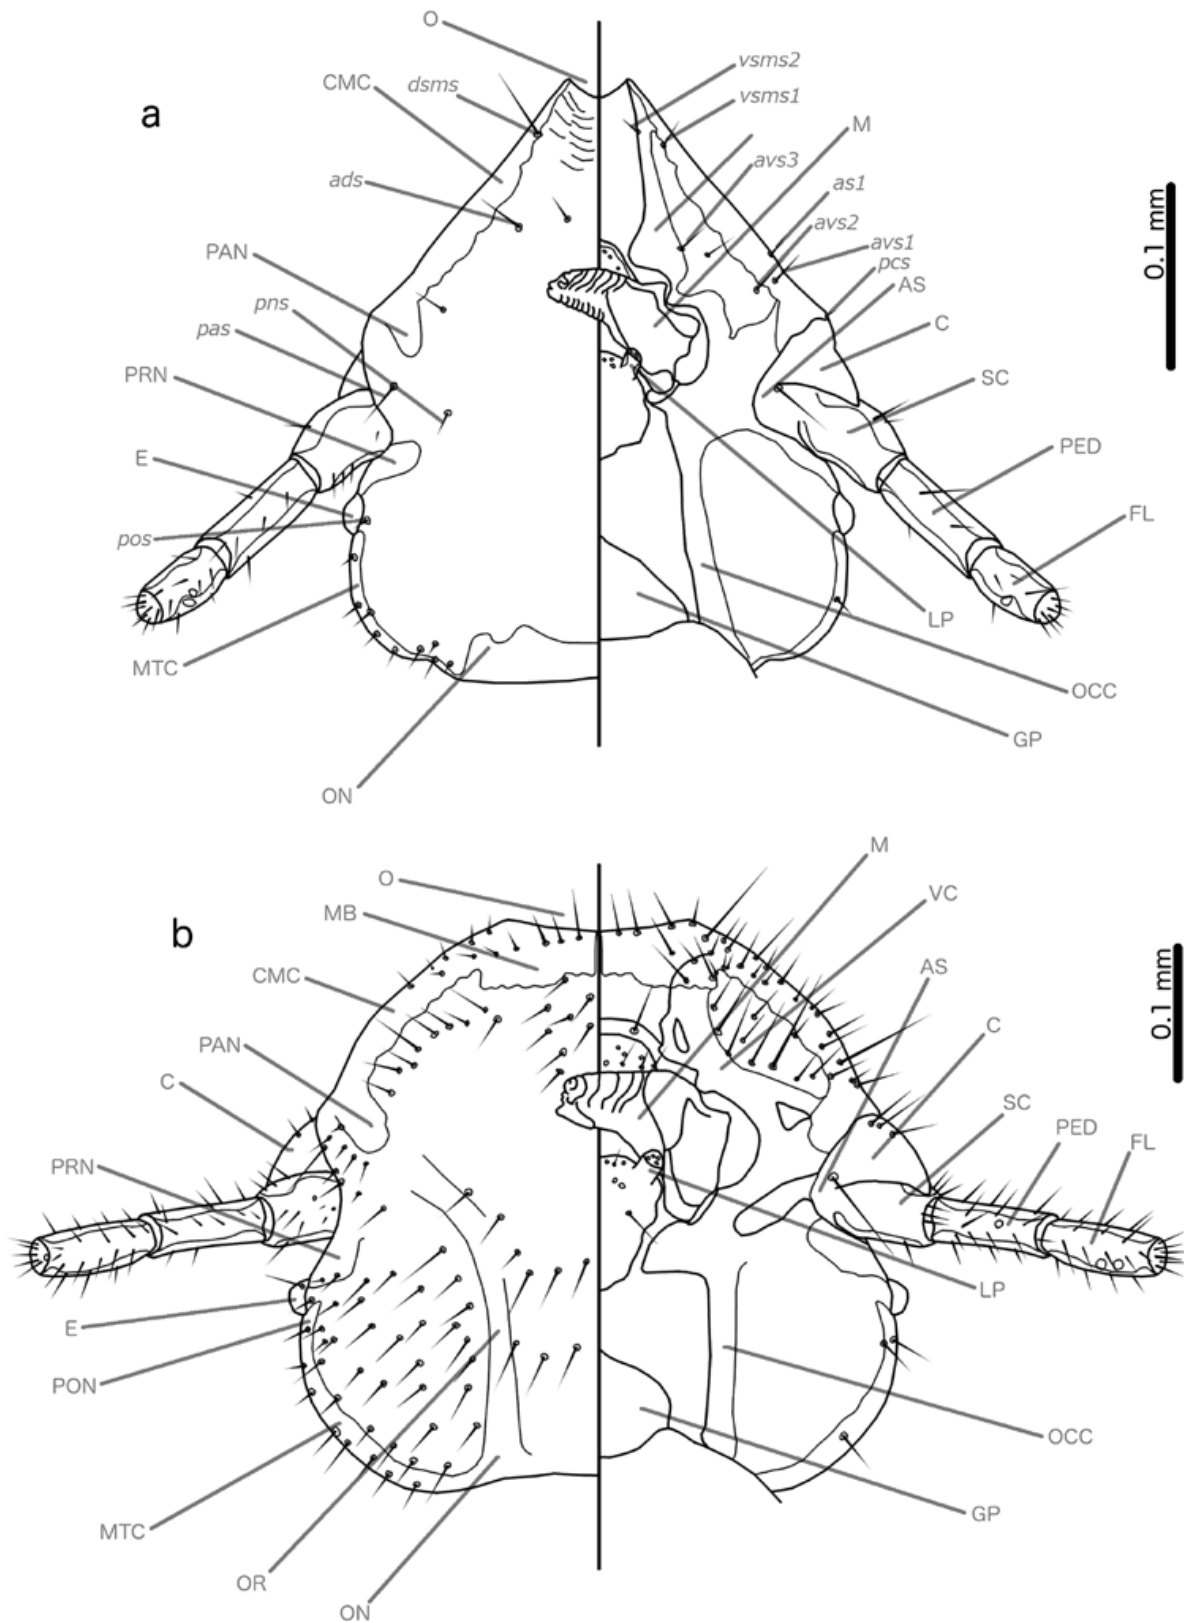 O
vsms2
CMC
dsms
vsms1
a
M
avs3
ads
as1
avs2
avs1
PAN
pcs
AS
0.1 mm
pns
C
pas
PRN
SC
E
PED
FL
pos
LP
MTC
OCC
GP
ON
M
O
VC
MB
b
AS
CMC
C
PAN
0.1 mm
C
SC
PED
FL
PRN
LP
E
PON
OCC
GP
MTC
OR
ON